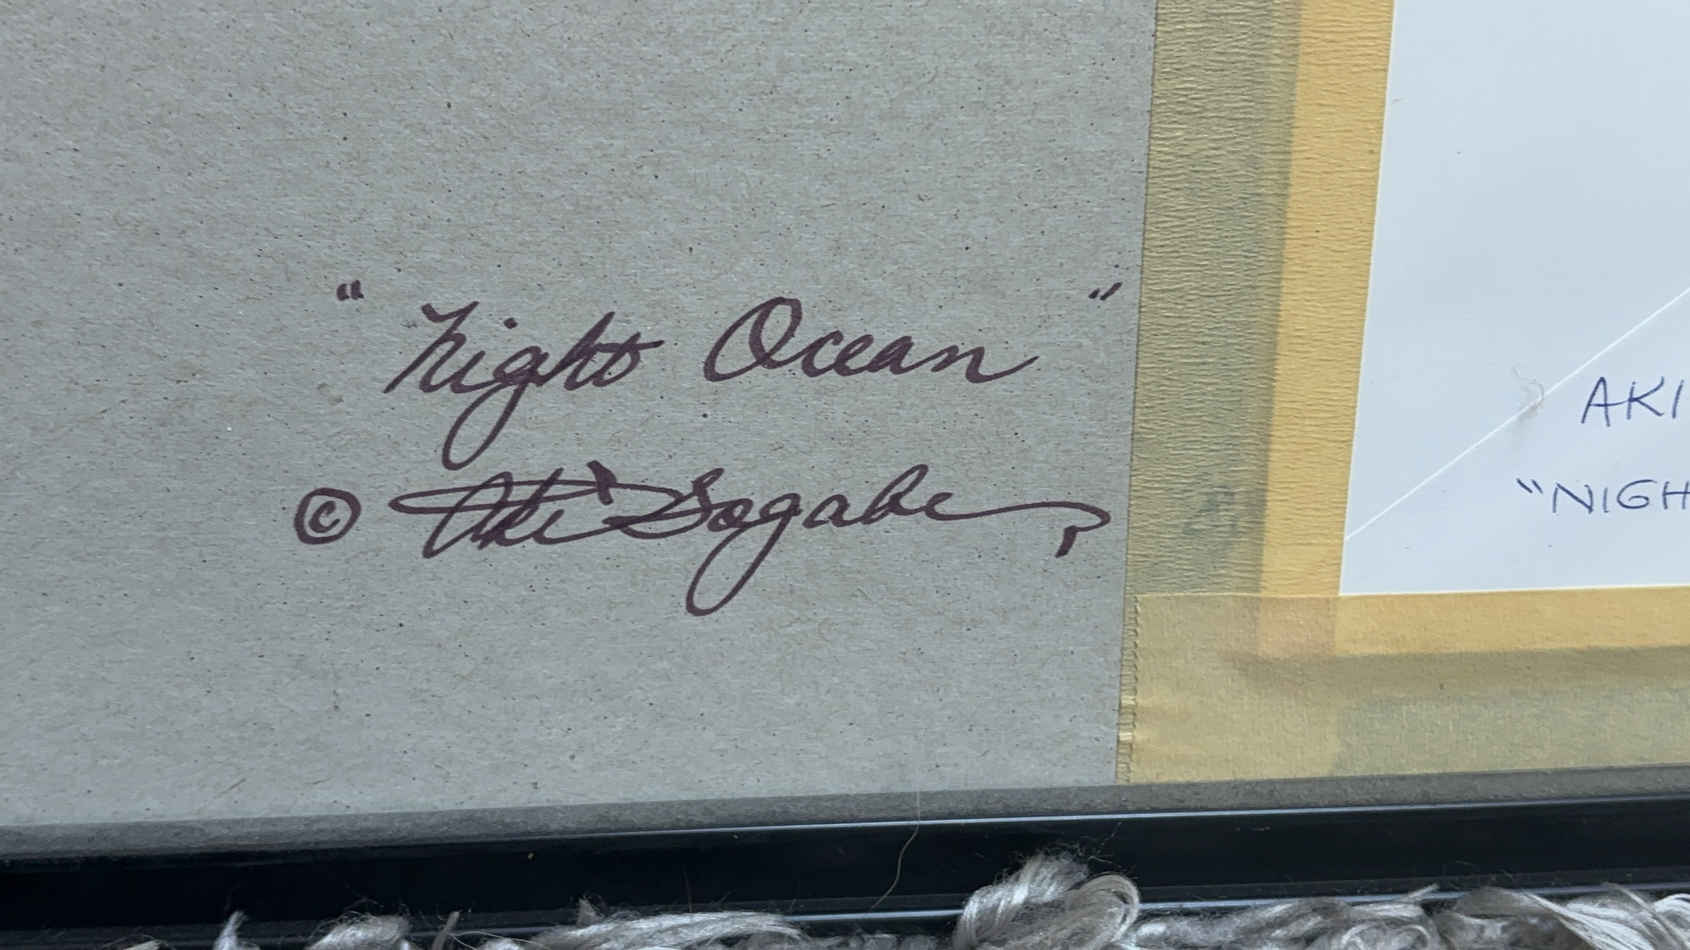 "Night Ocean"
© Aki Sogabe
AKI
"NIGH